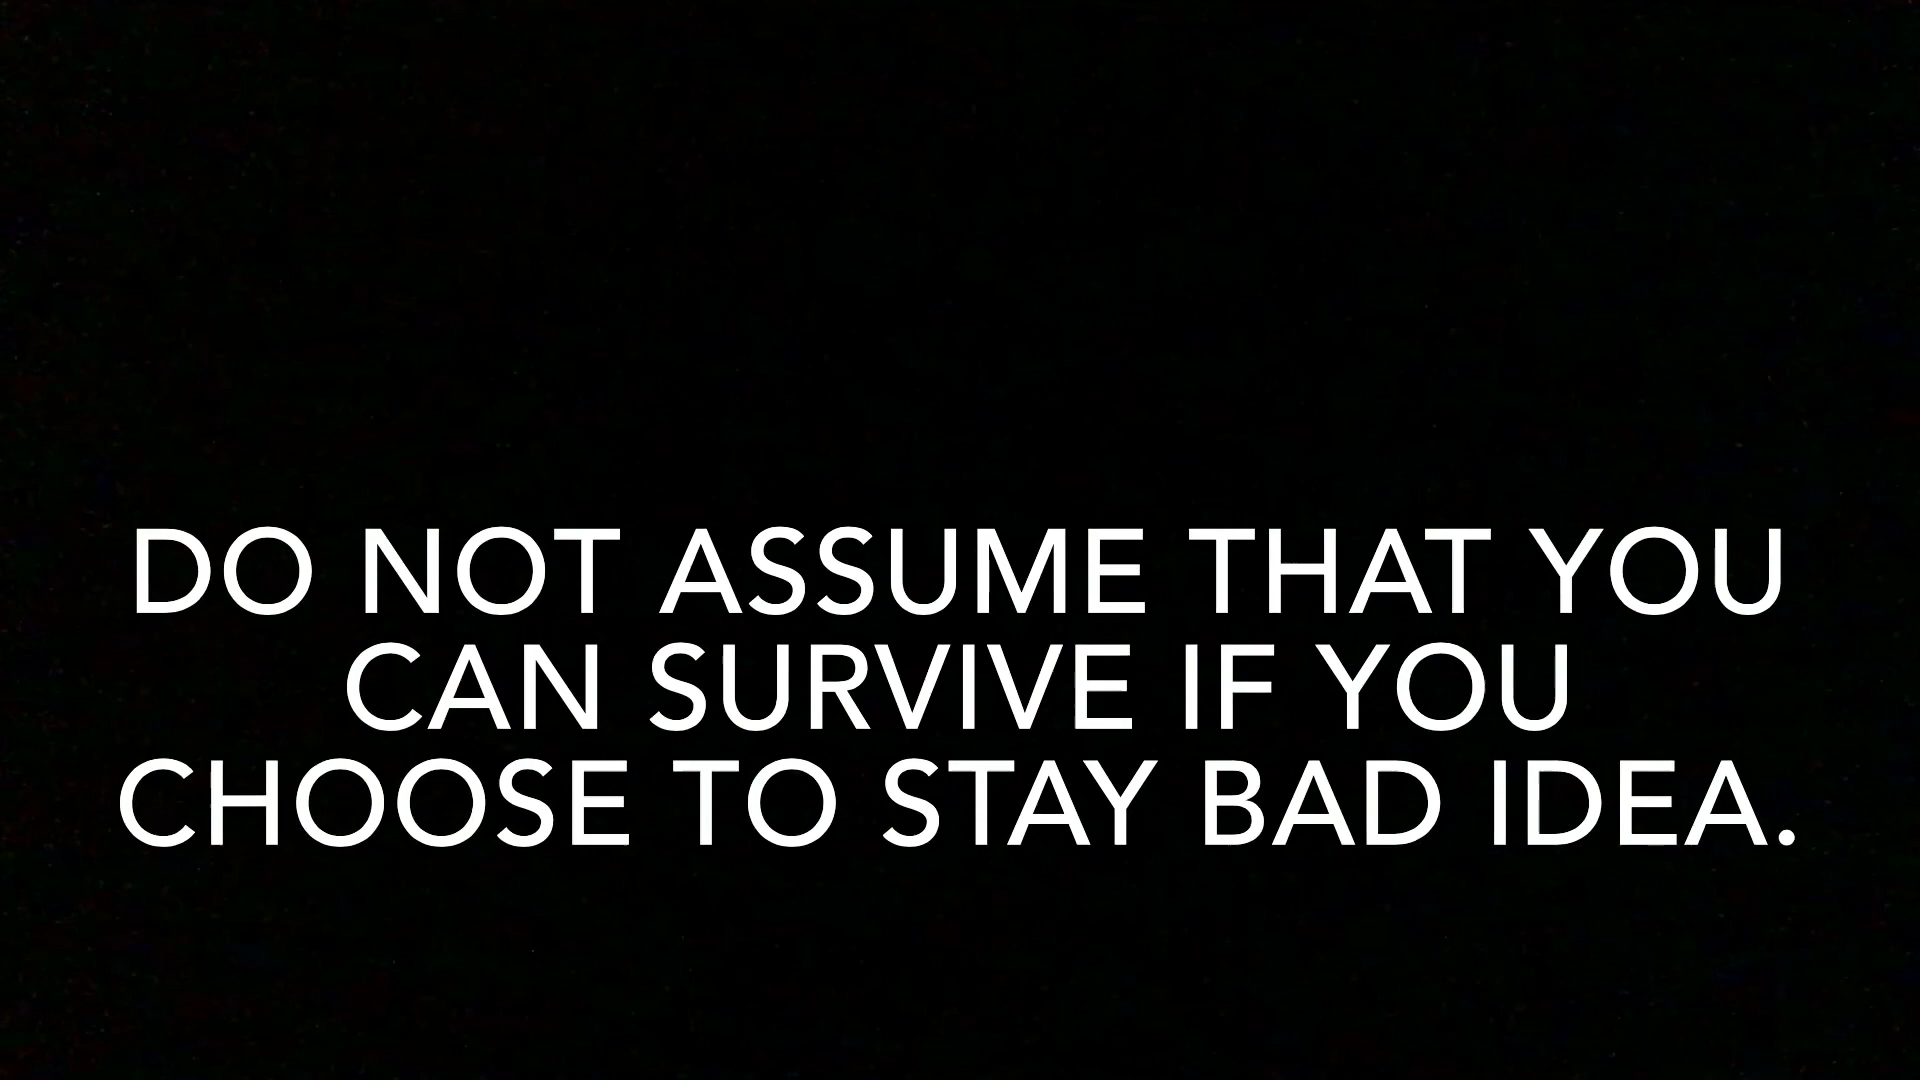 DO NOT ASSUME THAT YOU
CAN SURVIVE IF YOU
CHOOSE TO STAY BAD IDEA.